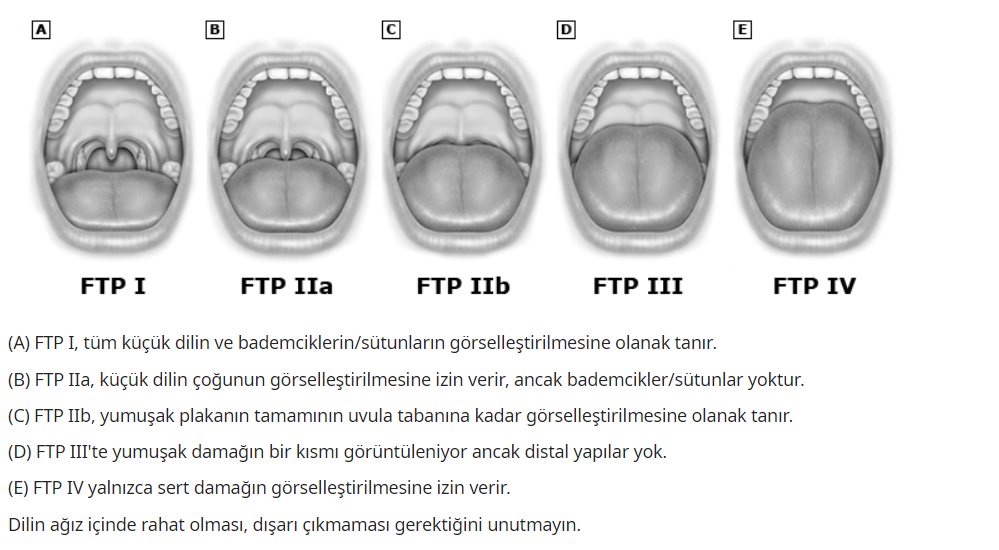 A B C D E
FTP I FTP IIa FTP IIb FTP III FTP IV
(A) FTP I, tüm küçük dilin ve bademciklerin/sütunların görselleştirilmesine olanak tanır.
(B) FTP IIa, küçük dilin çoğunun görselleştirilmesine izin verir, ancak bademcikler/sütunlar yoktur.
(C) FTP IIb, yumuşak plakanın tamamının uvula tabanına kadar görselleştirilmesine olanak tanır.
(D) FTP III'te yumuşak damağın bir kısmı görüntüleniyor ancak distal yapılar yok.
(E) FTP IV yalnızca sert damağın görselleştirilmesine izin verir.
Dilin ağız içinde rahat olması, dışarı çıkmaması gerektiğini unutmayın.